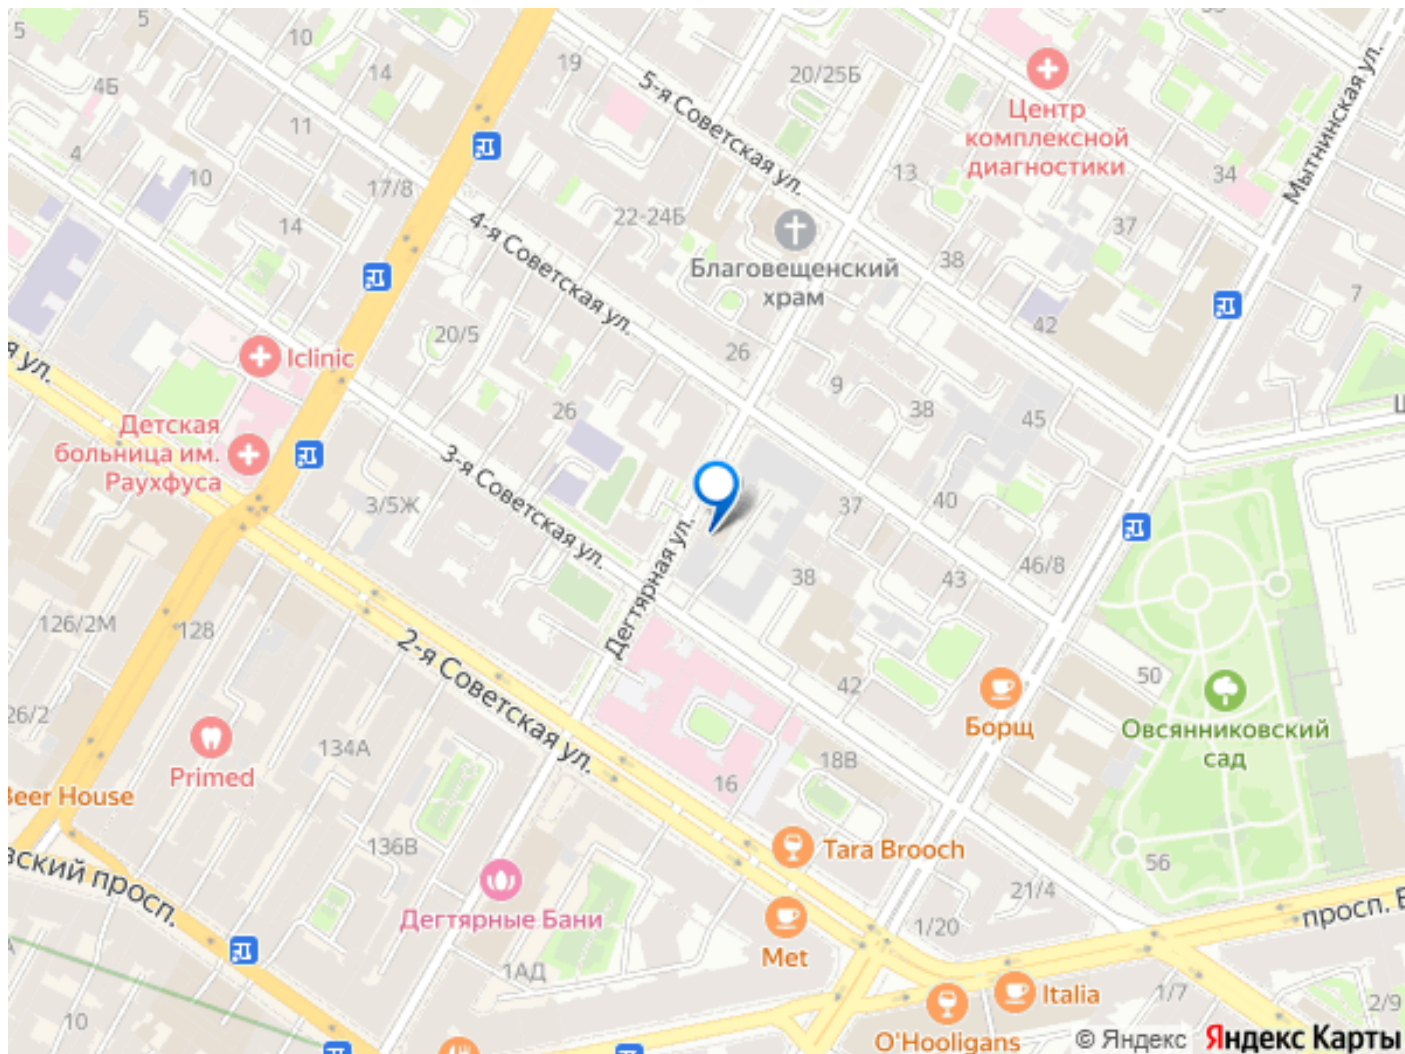 5
5
10
14
19
20/25Б
4Б
11
4
10
17/8
14
5-я Советская ул.
Центр
комплексной
диагностики
Мытнинская ул.
13
34
37
22-24Б
4-я Советская ул.
Благовещенский
храм
38
42
7
20/5
26
Iclinic
я ул.
26
9
38
45
Детская
больница им.
Раухфуса
3-я Советская ул.
3/5Ж
Дегтярная ул.
37
40
38
43
46/8
126/2М
128
2-я Советская ул.
42
50
Борщ
Овсянниковский
сад
26/2
134А
Primed
16
18В
Beer House
136В
Tara Brooch
56
21/4
вский просп.
Дегтярные Бани
Met
1/20
просп. Б
1АД
10
Italia
1/7
2/9
O'Hooligans
© Яндекс Яндекс Карты